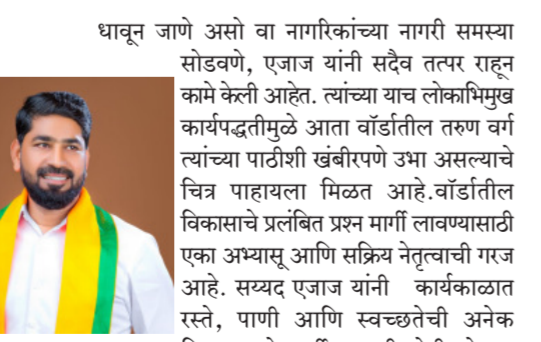 धावून जाणे असो वा नागरिकांच्या नागरी समस्या
सोडवणे, एजाज यांनी सदैव तत्पर राहून
कामे केली आहेत. त्यांच्या याच लोकाभिमुख
कार्यपद्धतीमुळे आता वॉर्डातील तरुण वर्ग
त्यांच्या पाठीशी खंबीरपणे उभा असल्याचे
चित्र पाहायला मिळत आहे.वॉर्डातील
विकासाचे प्रलंबित प्रश्न मार्गी लावण्यासाठी
एका अभ्यासू आणि सक्रिय नेतृत्वाची गरज
आहे. सय्यद एजाज यांनी कार्यकाळात
रस्ते, पाणी आणि स्वच्छतेची अनेक